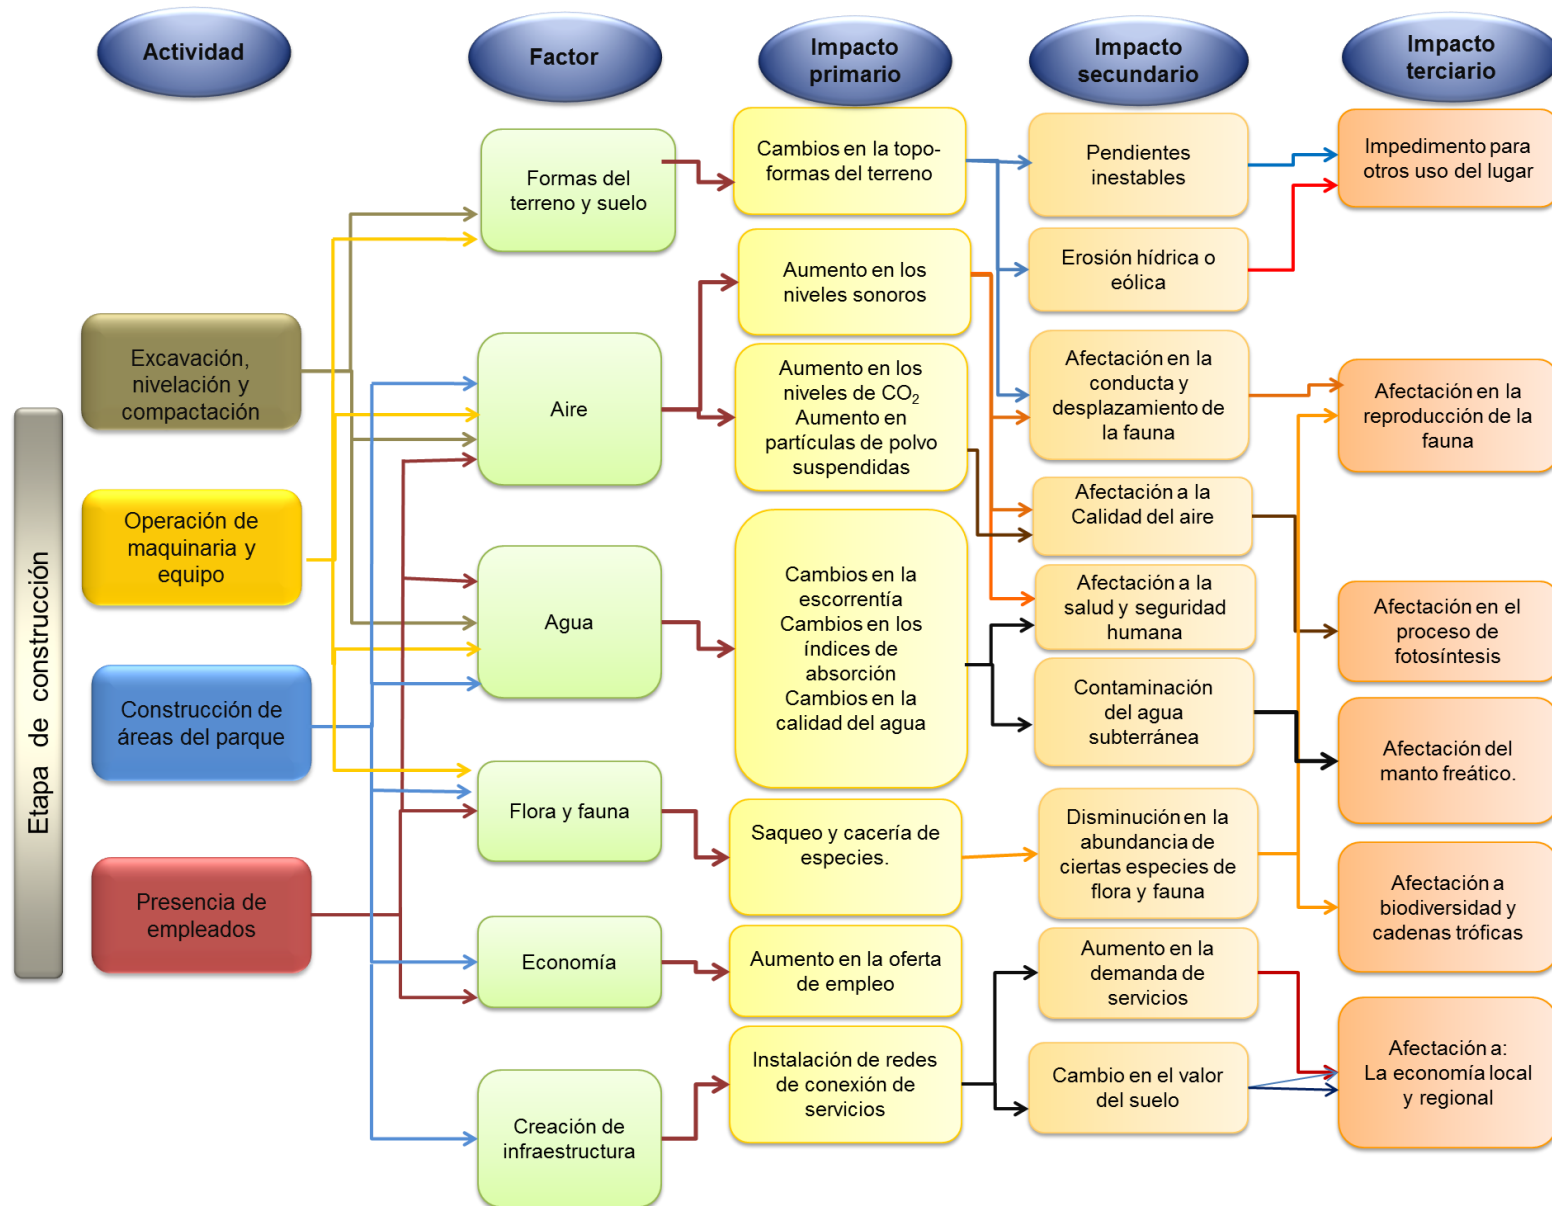 Actividad
Factor
Impacto
primario
Impacto
secundario
Impacto
terciario
Etapa de construcción
Excavación,
nivelación y
compactación
Operación de
maquinaria y
equipo
Construcción de
áreas del parque
Presencia de
empleados
Formas del
terreno y suelo
Aire
Agua
Flora y fauna
Economía
Creación de
infraestructura
Cambios en la topo-
formas del terreno
Aumento en los
niveles sonoros
Aumento en los
niveles de CO2
Aumento en
partículas de polvo
suspendidas
Cambios en la
escorrentía
Cambios en los
índices de
absorción
Cambios en la
calidad del agua
Saqueo y cacería de
especies.
Aumento en la oferta
de empleo
Instalación de redes
de conexión de
servicios
Pendientes
inestables
Erosión hídrica o
eólica
Afectación en la
conducta y
desplazamiento de
la fauna
Afectación a la
Calidad del aire
Afectación a la
salud y seguridad
humana
Contaminación
del agua
subterránea
Disminución en la
abundancia de
ciertas especies de
flora y fauna
Aumento en la
demanda de
servicios
Cambio en el valor
del suelo
Impedimento para
otros uso del lugar
Afectación en la
reproducción de la
fauna
Afectación en el
proceso de
fotosíntesis
Afectación del
manto freático.
Afectación a
biodiversidad y
cadenas tróficas
Afectación a:
La economía local
y regional